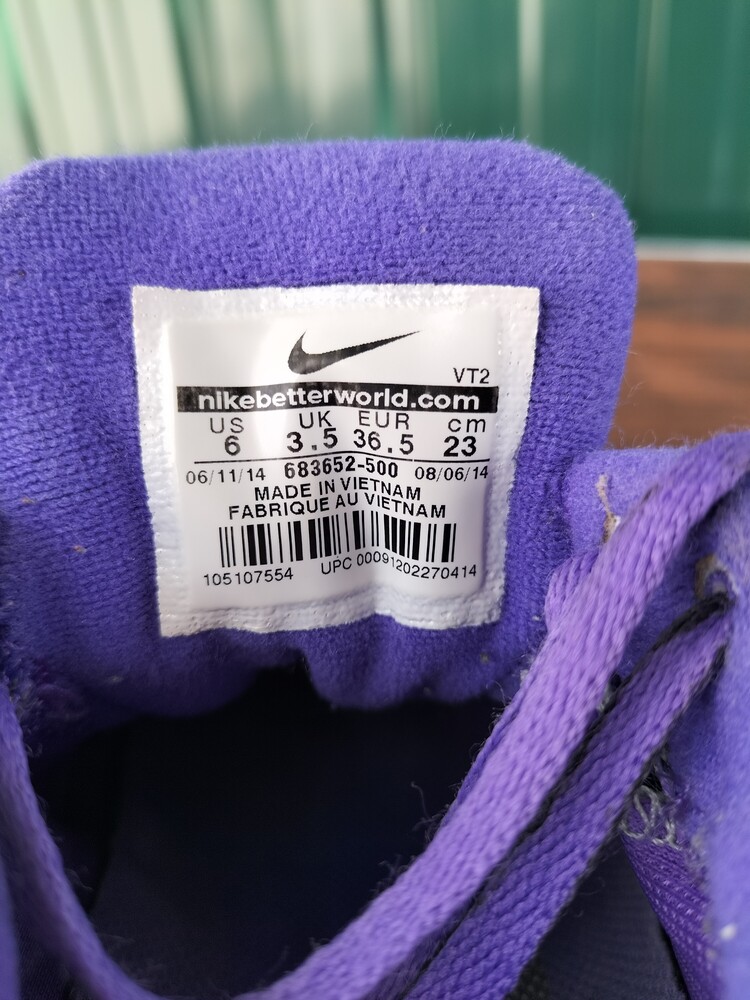 VT2
nikebetterworld.com
US UK EUR cm
6 3.5 36.5 23
06/11/14 683652-500 08/06/14
MADE IN VIETNAM
FABRIQUE AU VIETNAM
105107554 UPC 00091202270414